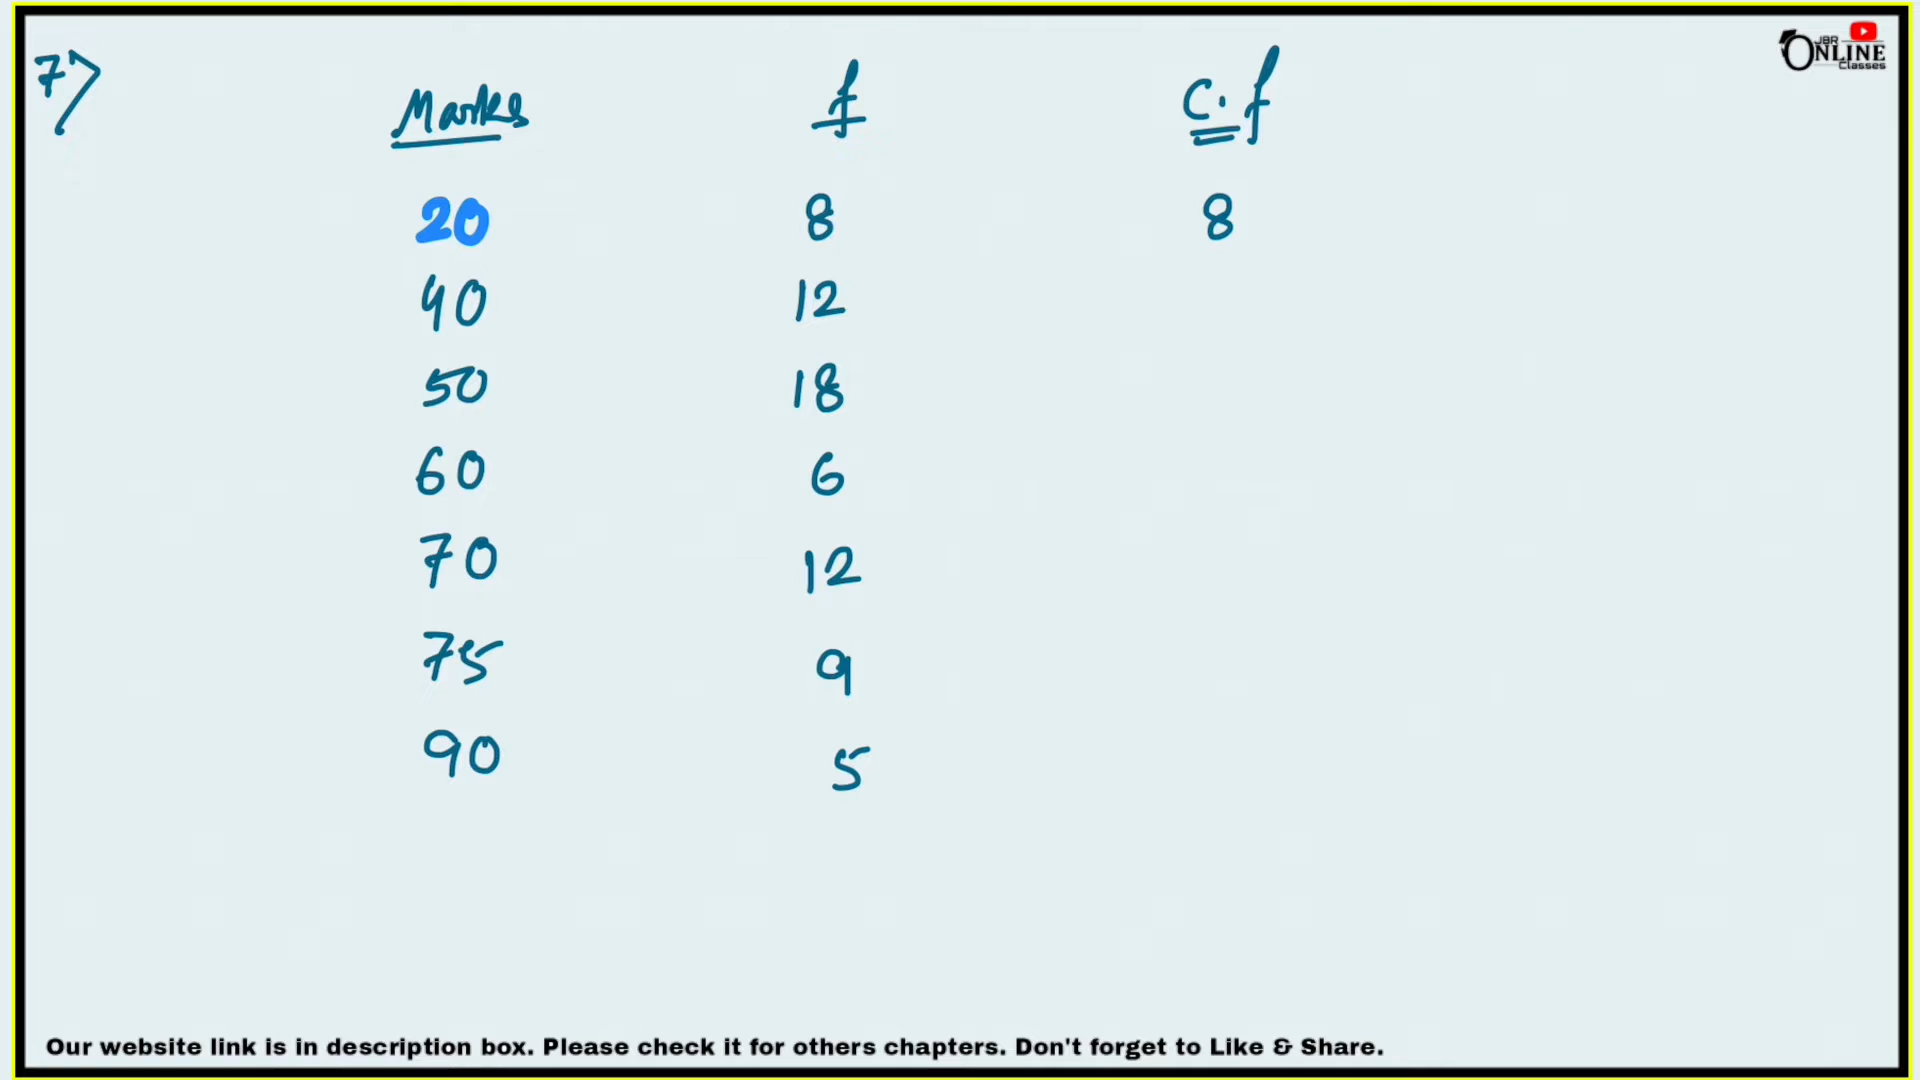 7>
Marks f C.f
20 8 8
40 12
50 18
60 6
70 12
75 9
90 5
JBR
ONLINE
Classes
Our website link is in description box. Please check it for others chapters. Don't forget to Like & Share.